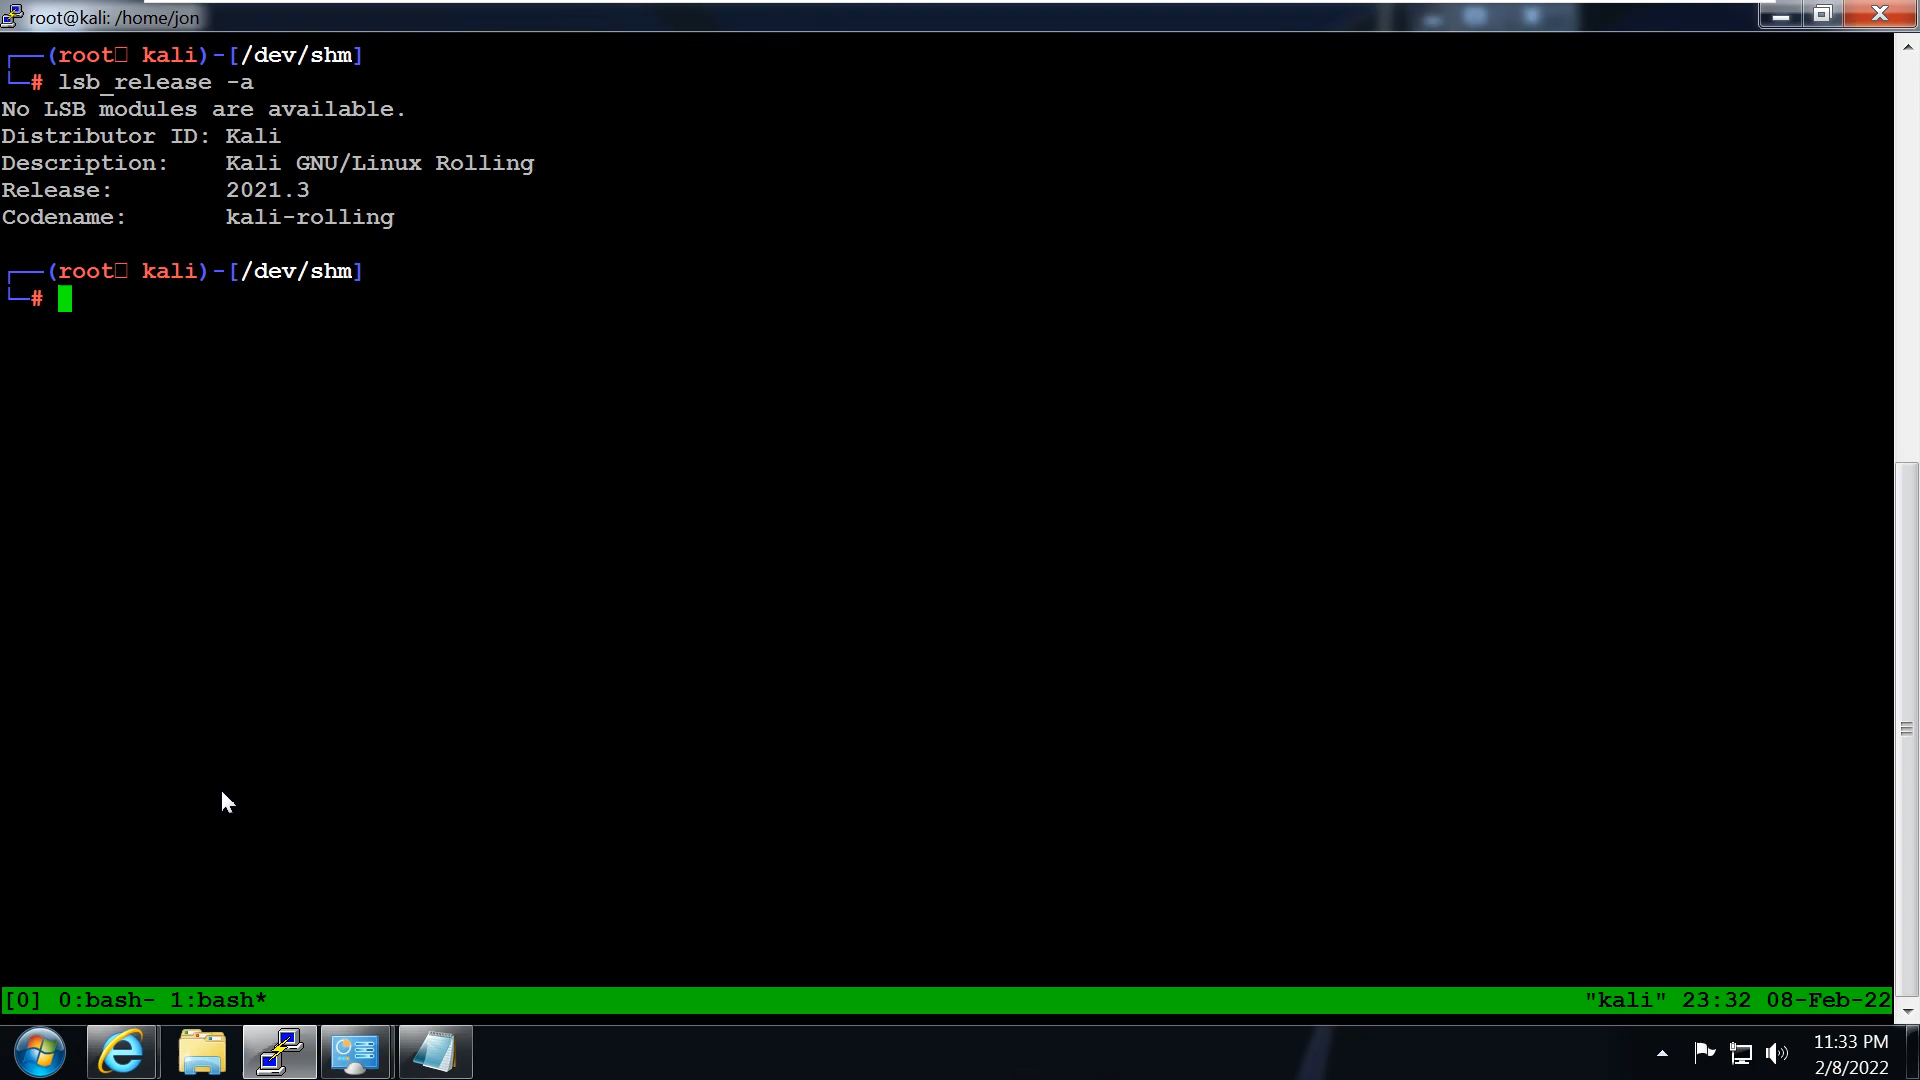 root@kali: /home/jon
┌──(root□ kali)-[/dev/shm]
└─# lsb_release -a
No LSB modules are available.
Distributor ID: Kali
Description:    Kali GNU/Linux Rolling
Release:        2021.3
Codename:       kali-rolling
┌──(root□ kali)-[/dev/shm]
└─#
[0] 0:bash- 1:bash* "kali" 23:32 08-Feb-22
11:33 PM
2/8/2022